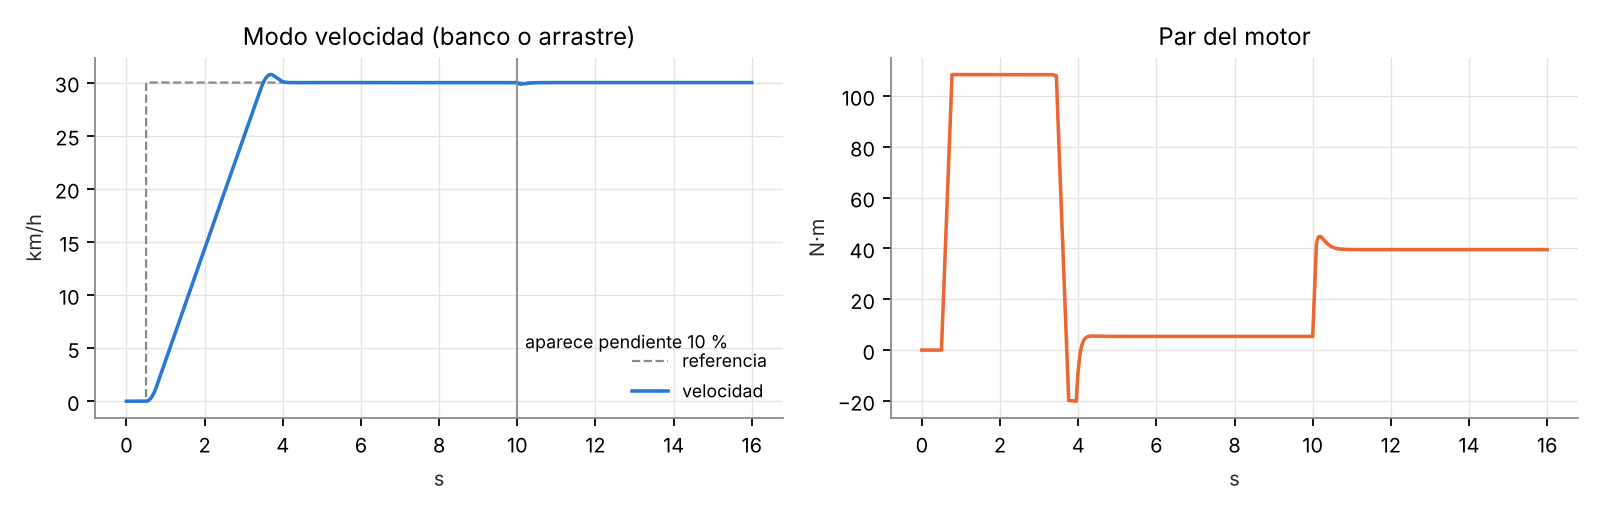 Modo velocidad (banco o arrastre)
km/h
30
25
20
15
10
5
0
aparece pendiente 10 %
referencia
velocidad
0 2 4 6 8 10 12 14 16
s
Par del motor
N·m
100
80
60
40
20
0
−20
0 2 4 6 8 10 12 14 16
s